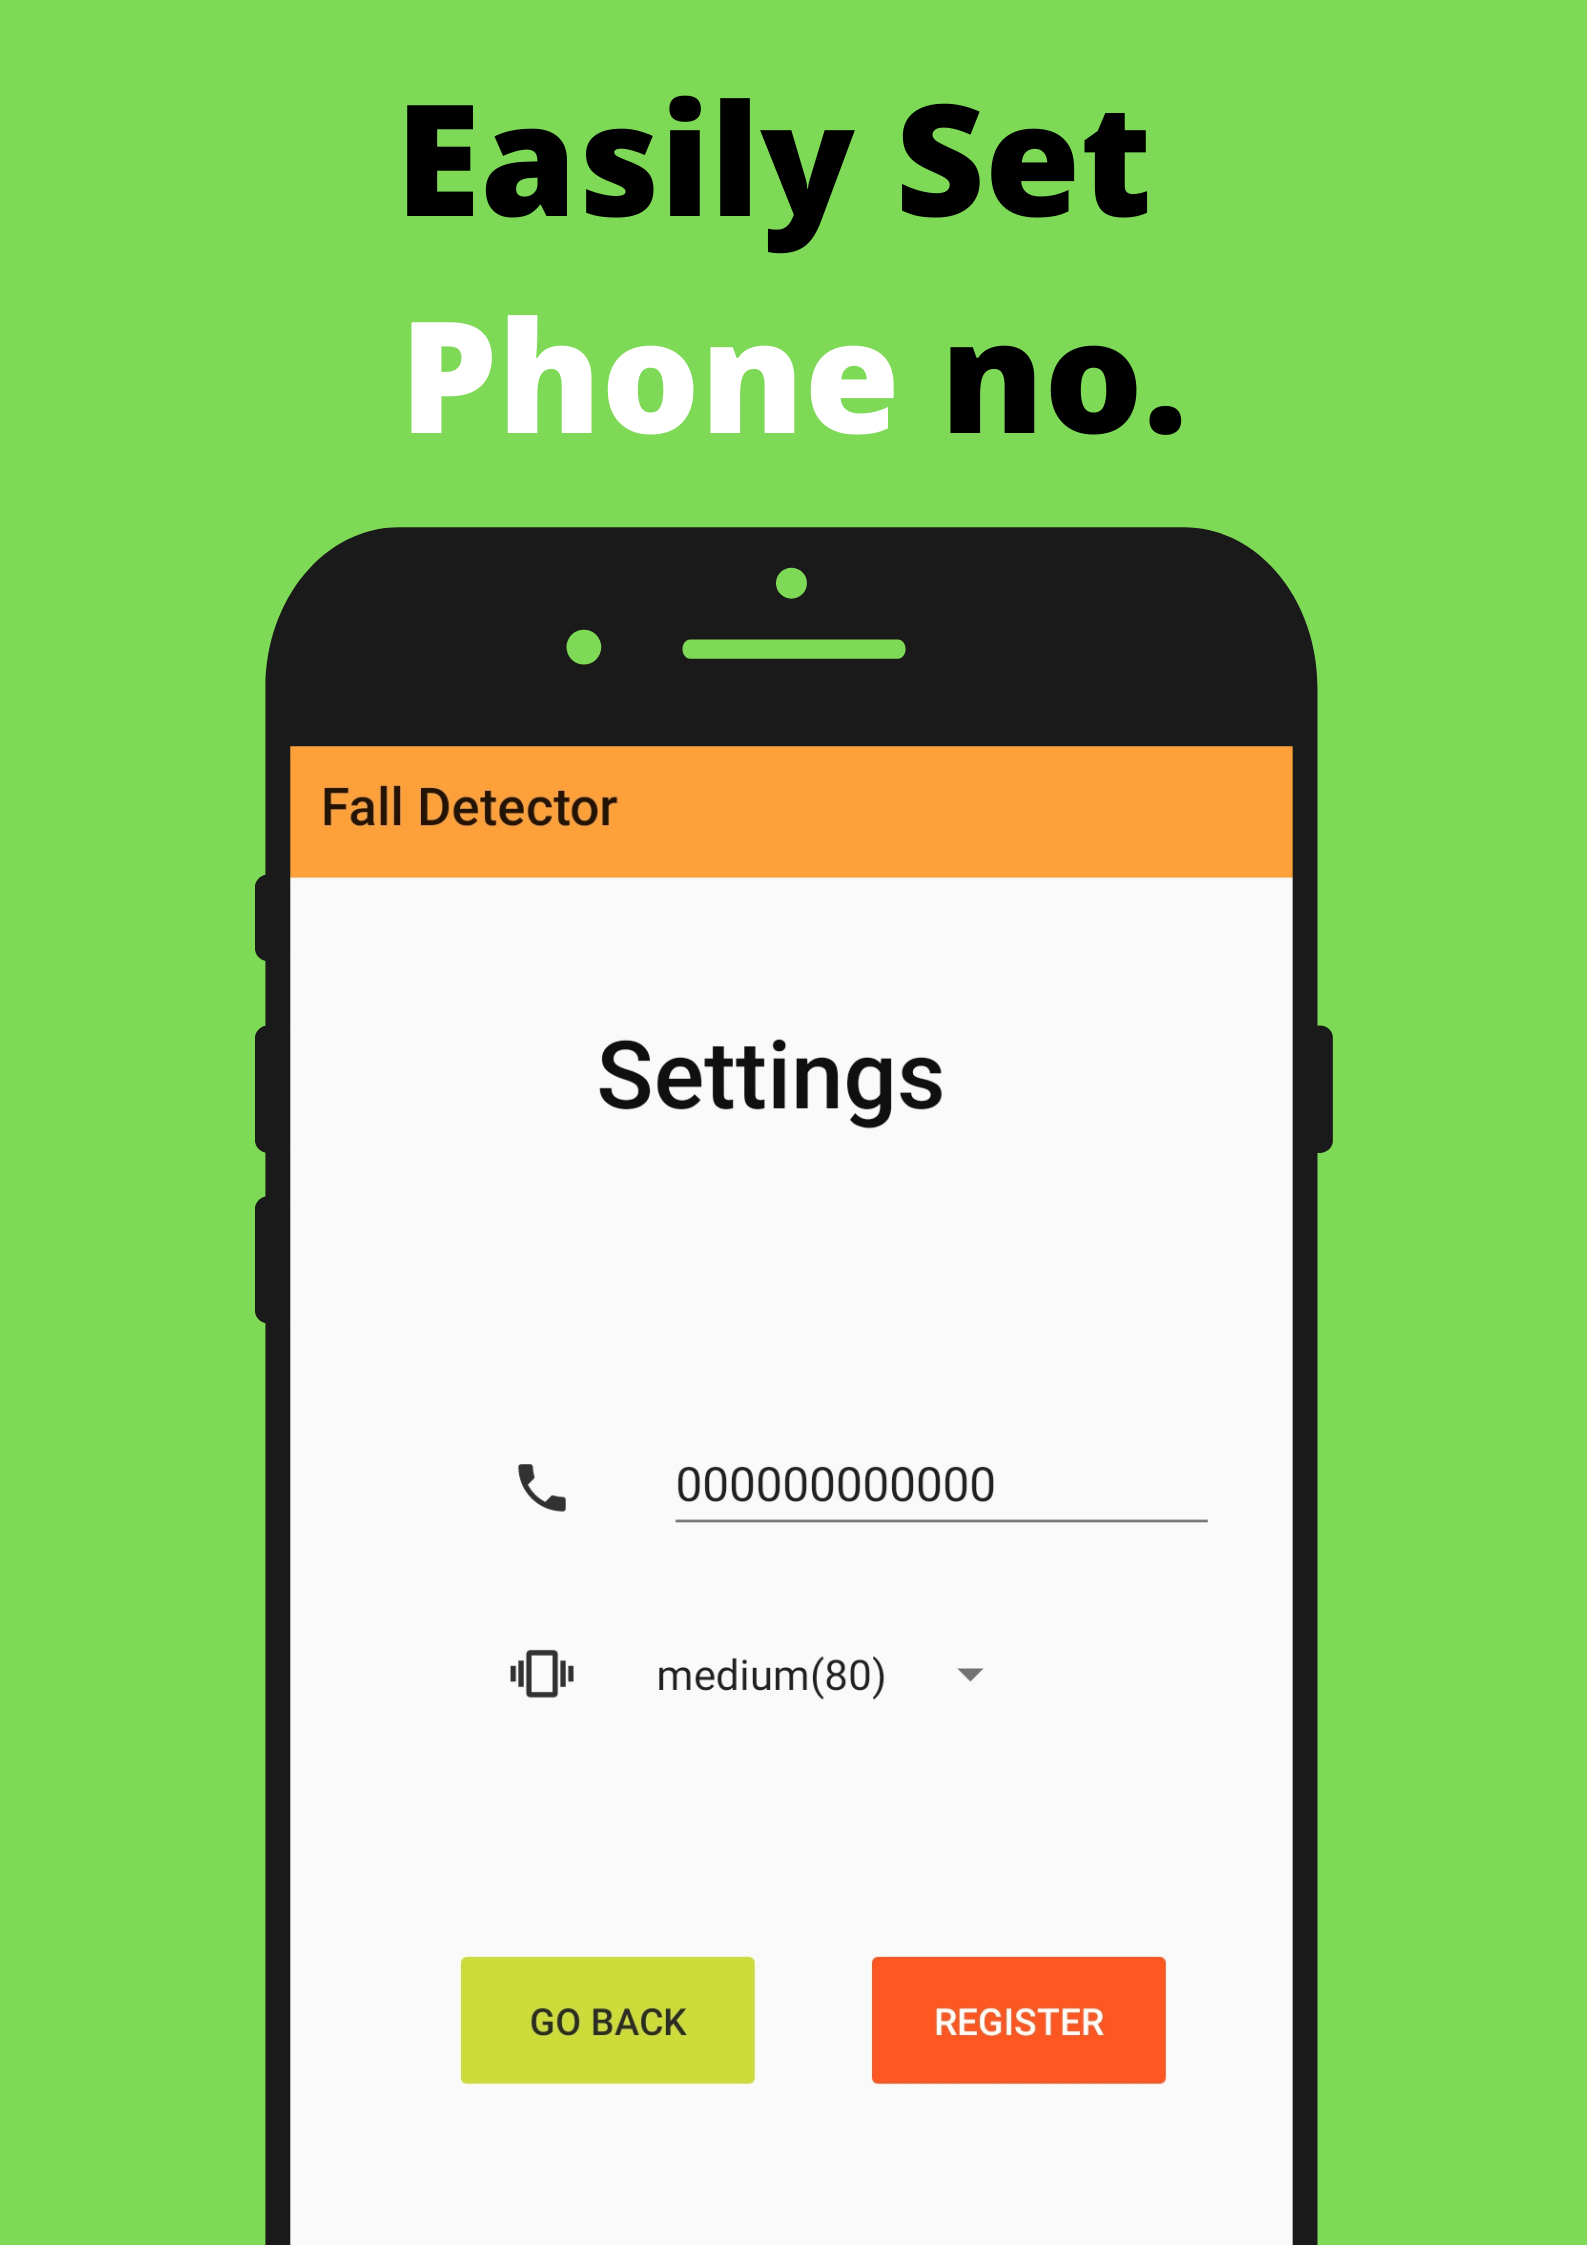 Easily Set
Phone no.
Fall Detector
Settings
000000000000
medium(80)
GO BACK
REGISTER